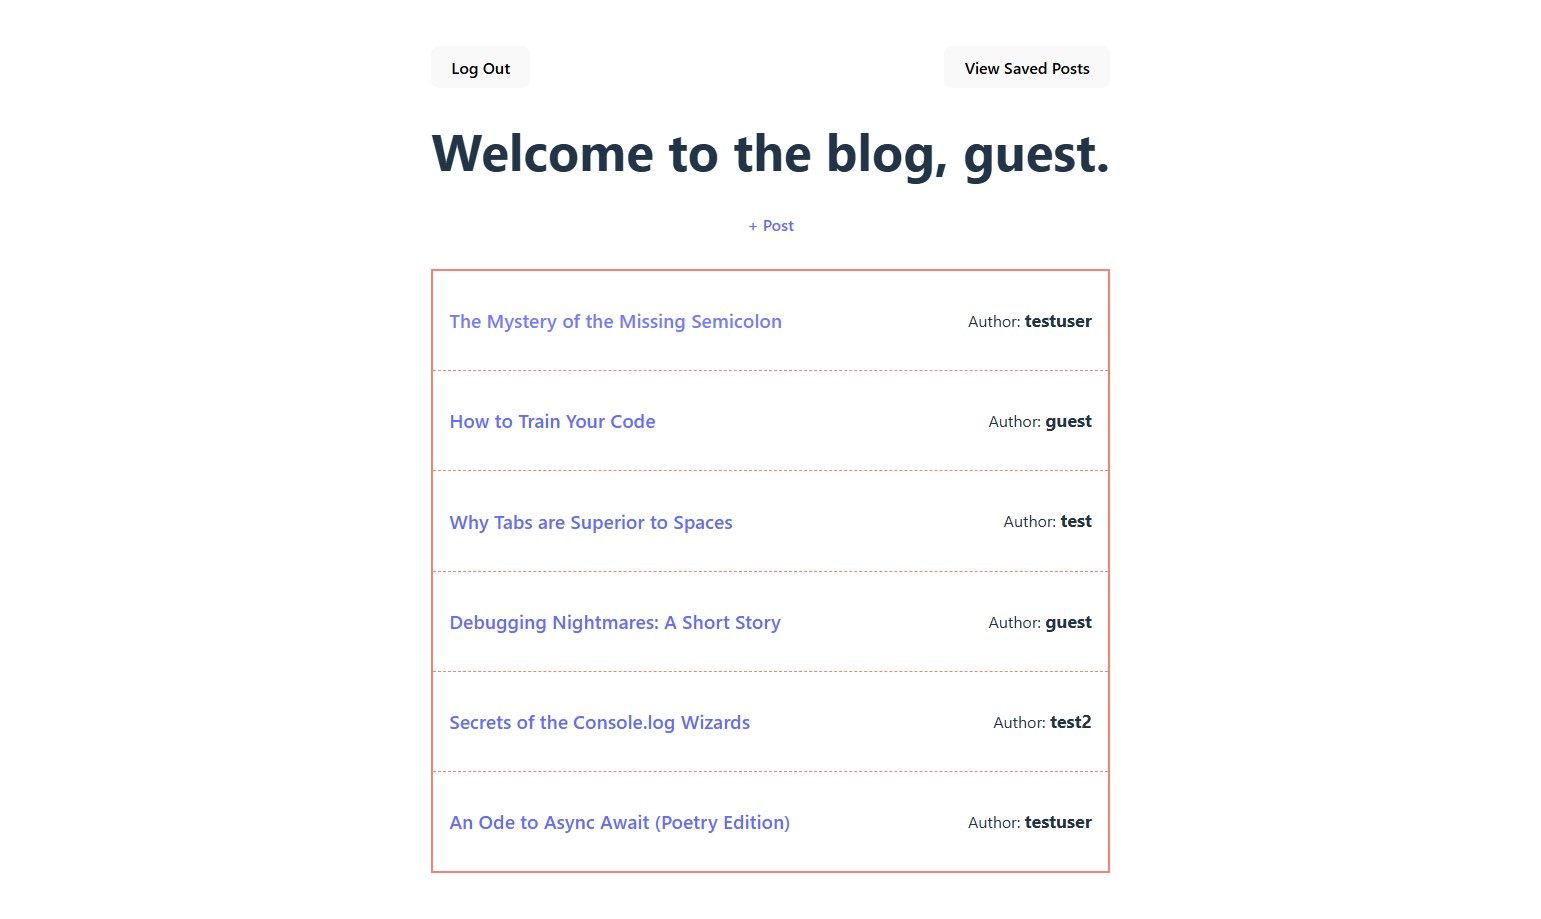 Log Out View Saved Posts
Welcome to the blog, guest.
+ Post
The Mystery of the Missing Semicolon Author: testuser
How to Train Your Code Author: guest
Why Tabs are Superior to Spaces Author: test
Debugging Nightmares: A Short Story Author: guest
Secrets of the Console.log Wizards Author: test2
An Ode to Async Await (Poetry Edition) Author: testuser